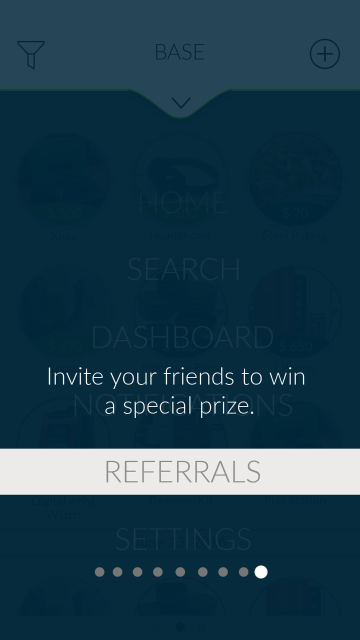 BASE
HOME
SEARCH
DASHBOARD
Invite your friends to win
NOTIFICATIONS
a special prize.
REFERRALS
SETTINGS